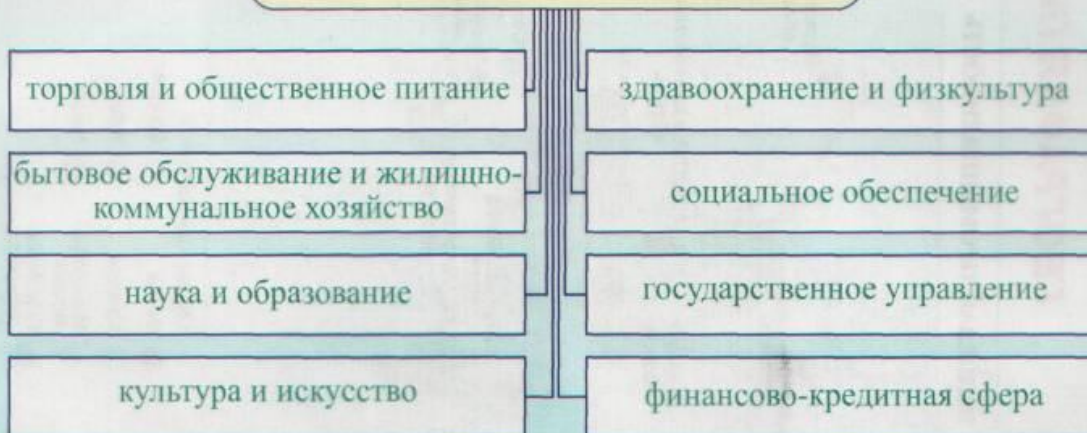 торговля и общественное питание
бытовое обслуживание и жилищно-
коммунальное хозяйство
наука и образование
культура и искусство
здравоохранение и физкультура
социальное обеспечение
государственное управление
финансово-кредитная сфера